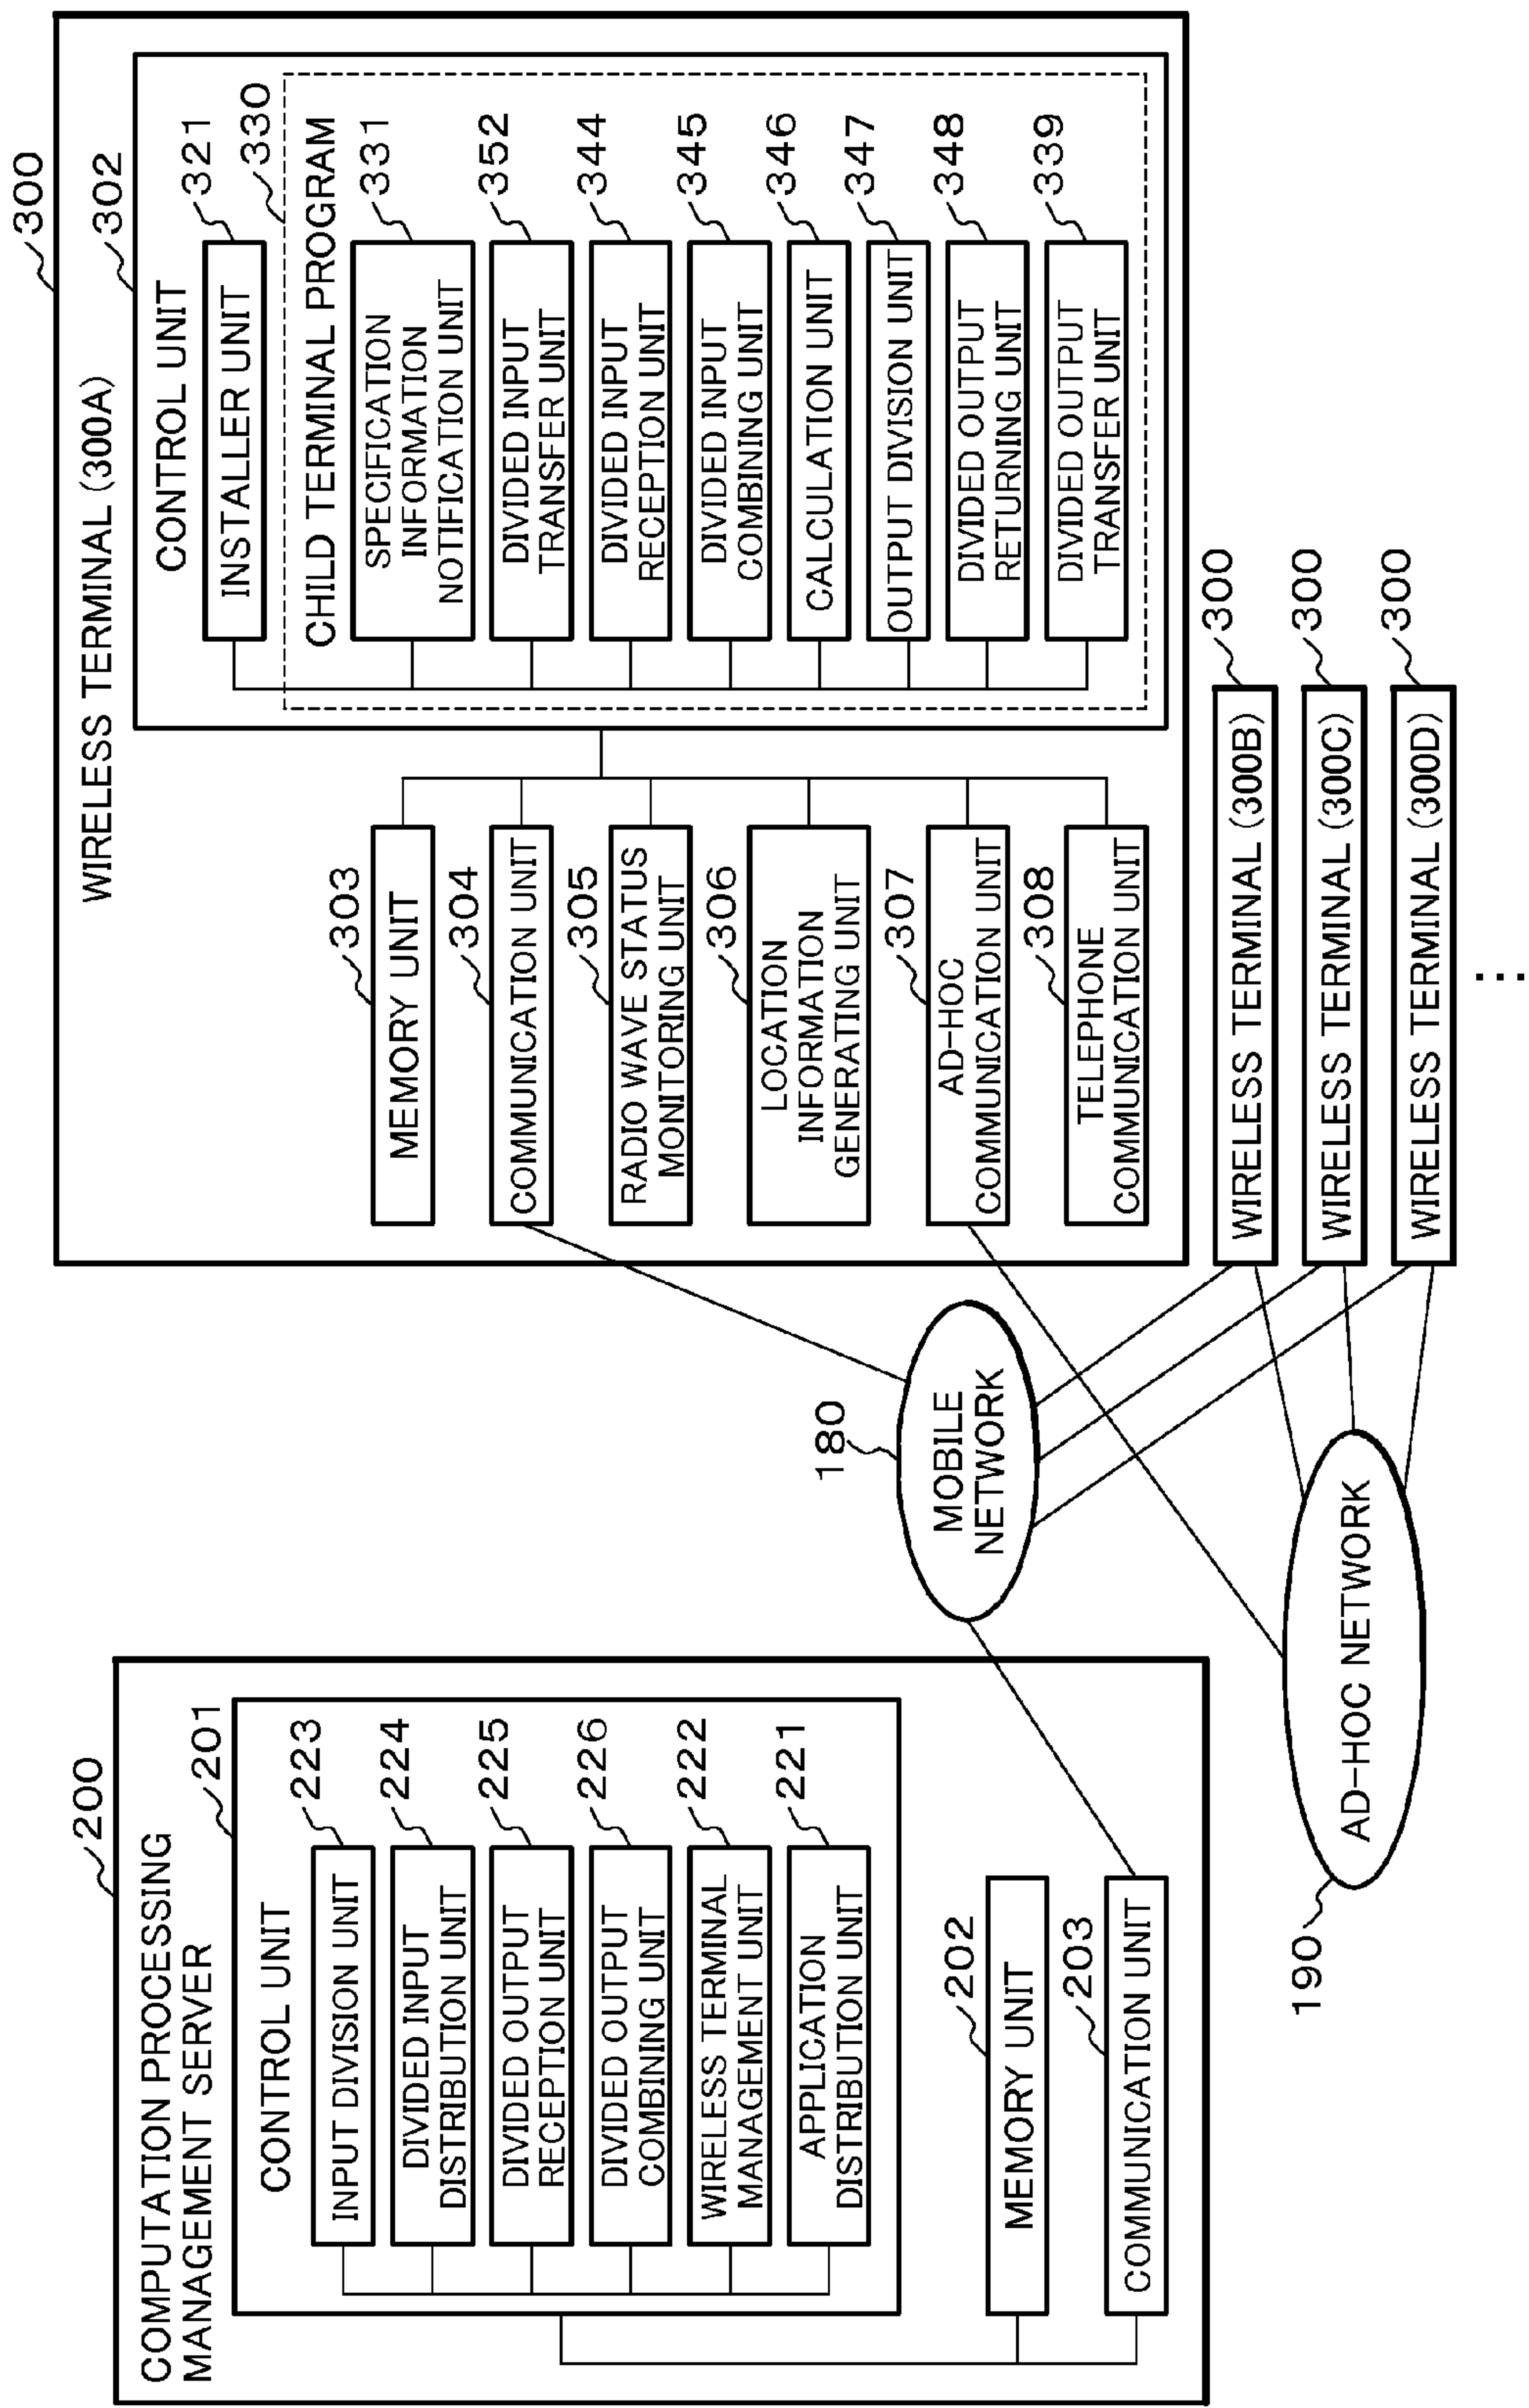 200
COMPUTATION PROCESSING
MANAGEMENT SERVER
201
CONTROL UNIT
INPUT DIVISION UNIT
223
DIVIDED INPUT
DISTRIBUTION UNIT
224
DIVIDED OUTPUT
RECEPTION UNIT
225
DIVIDED OUTPUT
COMBINING UNIT
226
WIRELESS TERMINAL
MANAGEMENT UNIT
222
APPLICATION
DISTRIBUTION UNIT
221
202
MEMORY UNIT
203
COMMUNICATION UNIT
180
MOBILE
NETWORK
190
AD-HOC NETWORK
300
WIRELESS TERMINAL (300A)
303
MEMORY UNIT
304
COMMUNICATION UNIT
305
RADIO WAVE STATUS
MONITORING UNIT
306
LOCATION
INFORMATION
GENERATING UNIT
307
AD-HOC
COMMUNICATION UNIT
308
TELEPHONE
COMMUNICATION UNIT
302
CONTROL UNIT
INSTALLER UNIT
321
330
CHILD TERMINAL PROGRAM
SPECIFICATION
INFORMATION
NOTIFICATION UNIT
331
DIVIDED INPUT
TRANSFER UNIT
352
DIVIDED INPUT
RECEPTION UNIT
344
DIVIDED INPUT
COMBINING UNIT
345
CALCULATION UNIT
346
OUTPUT DIVISION UNIT
347
DIVIDED OUTPUT
RETURNING UNIT
348
DIVIDED OUTPUT
TRANSFER UNIT
339
WIRELESS TERMINAL (300B)
300
WIRELESS TERMINAL (300C)
300
WIRELESS TERMINAL (300D)
300
...